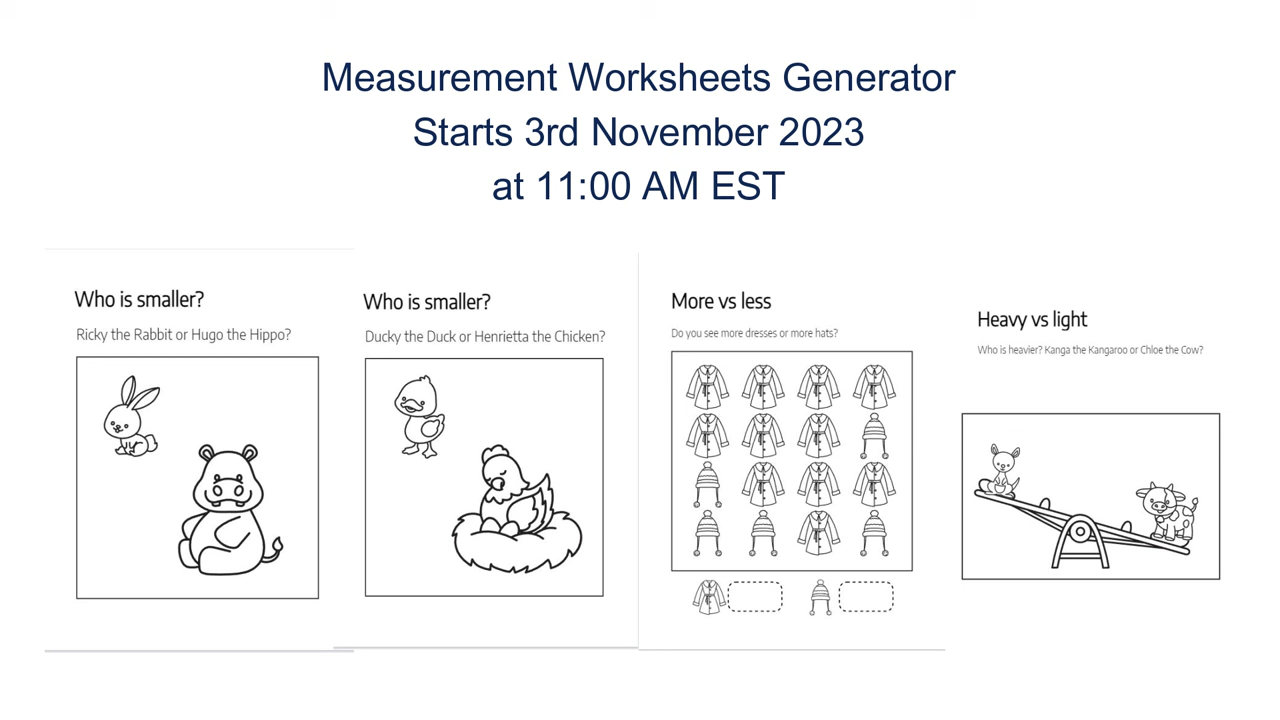 Measurement Worksheets Generator
Starts 3rd November 2023
at 11:00 AM EST
Who is smaller?
Ricky the Rabbit or Hugo the Hippo?
Who is smaller?
Ducky the Duck or Henrietta the Chicken?
More vs less
Do you see more dresses or more hats?
Heavy vs light
Who is heavier? Kanga the Kangaroo or Chloe the Cow?